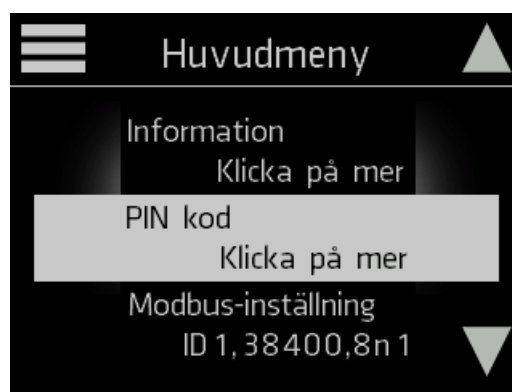 Huvudmeny
Information
Klicka på mer
PIN kod
Klicka på mer
Modbus-inställning
ID 1, 38400,8n 1